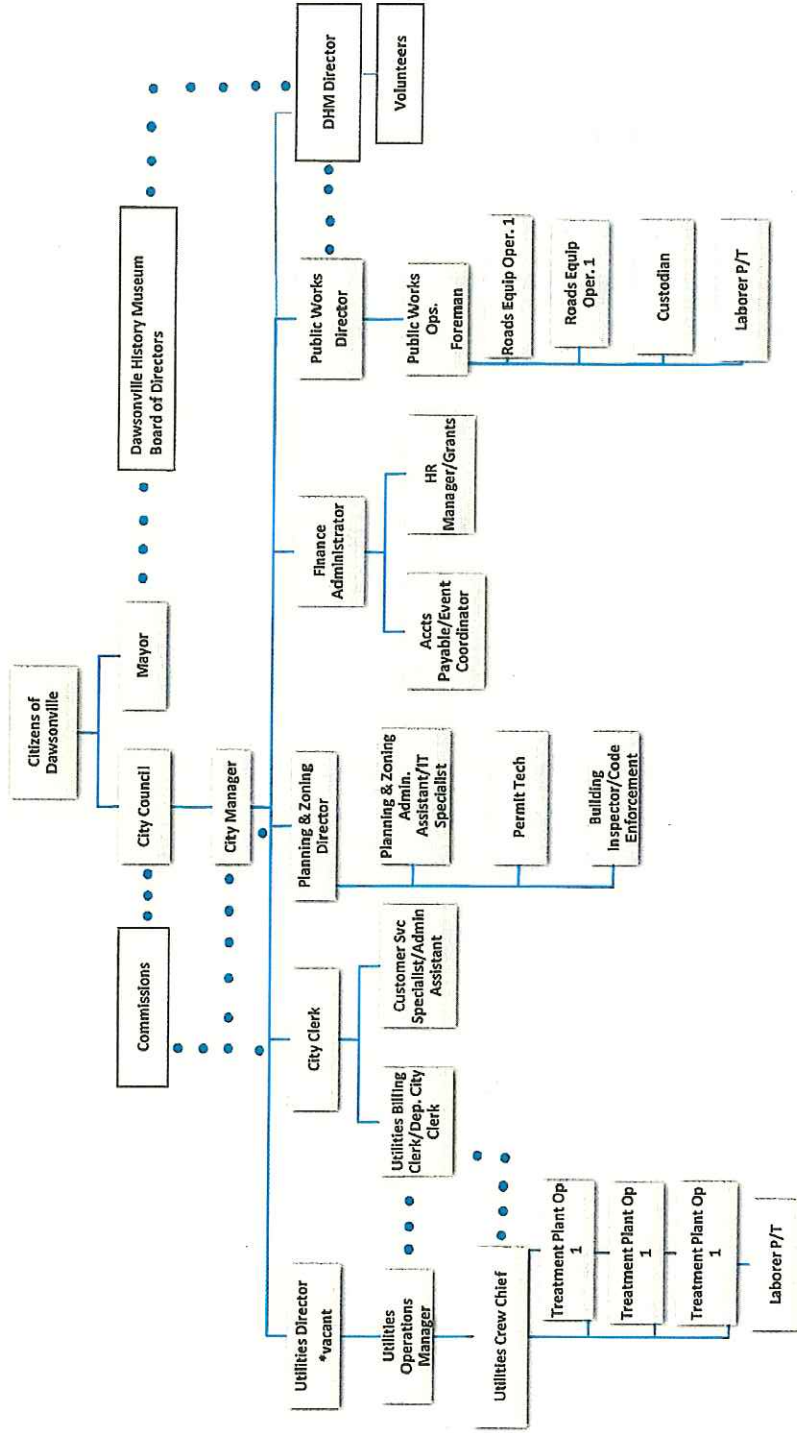 Citizens of
Dawsonville
City Council
Mayor
Commissions
Dawsonville History Museum
Board of Directors
City Manager
Utilities Director
*vacant
City Clerk
Planning & Zoning
Director
Finance
Administrator
Public Works
Director
DHM Director
Utilities
Operations
Manager
Utilities Billing
Clerk/Dep. City
Clerk
Customer Svc
Specialist/Admin
Assistant
Planning & Zoning
Admin.
Assistant/IT
Specialist
Accts
Payable/Event
Coordinator
HR
Manager/Grants
Public Works
Ops.
Foreman
Volunteers
Utilities Crew Chief
Permit Tech
Roads Equip Oper. 1
Treatment Plant Op
1
Building
Inspector/Code
Enforcement
Roads Equip
Oper. 1
Treatment Plant Op
1
Custodian
Treatment Plant Op
1
Laborer P/T
Laborer P/T